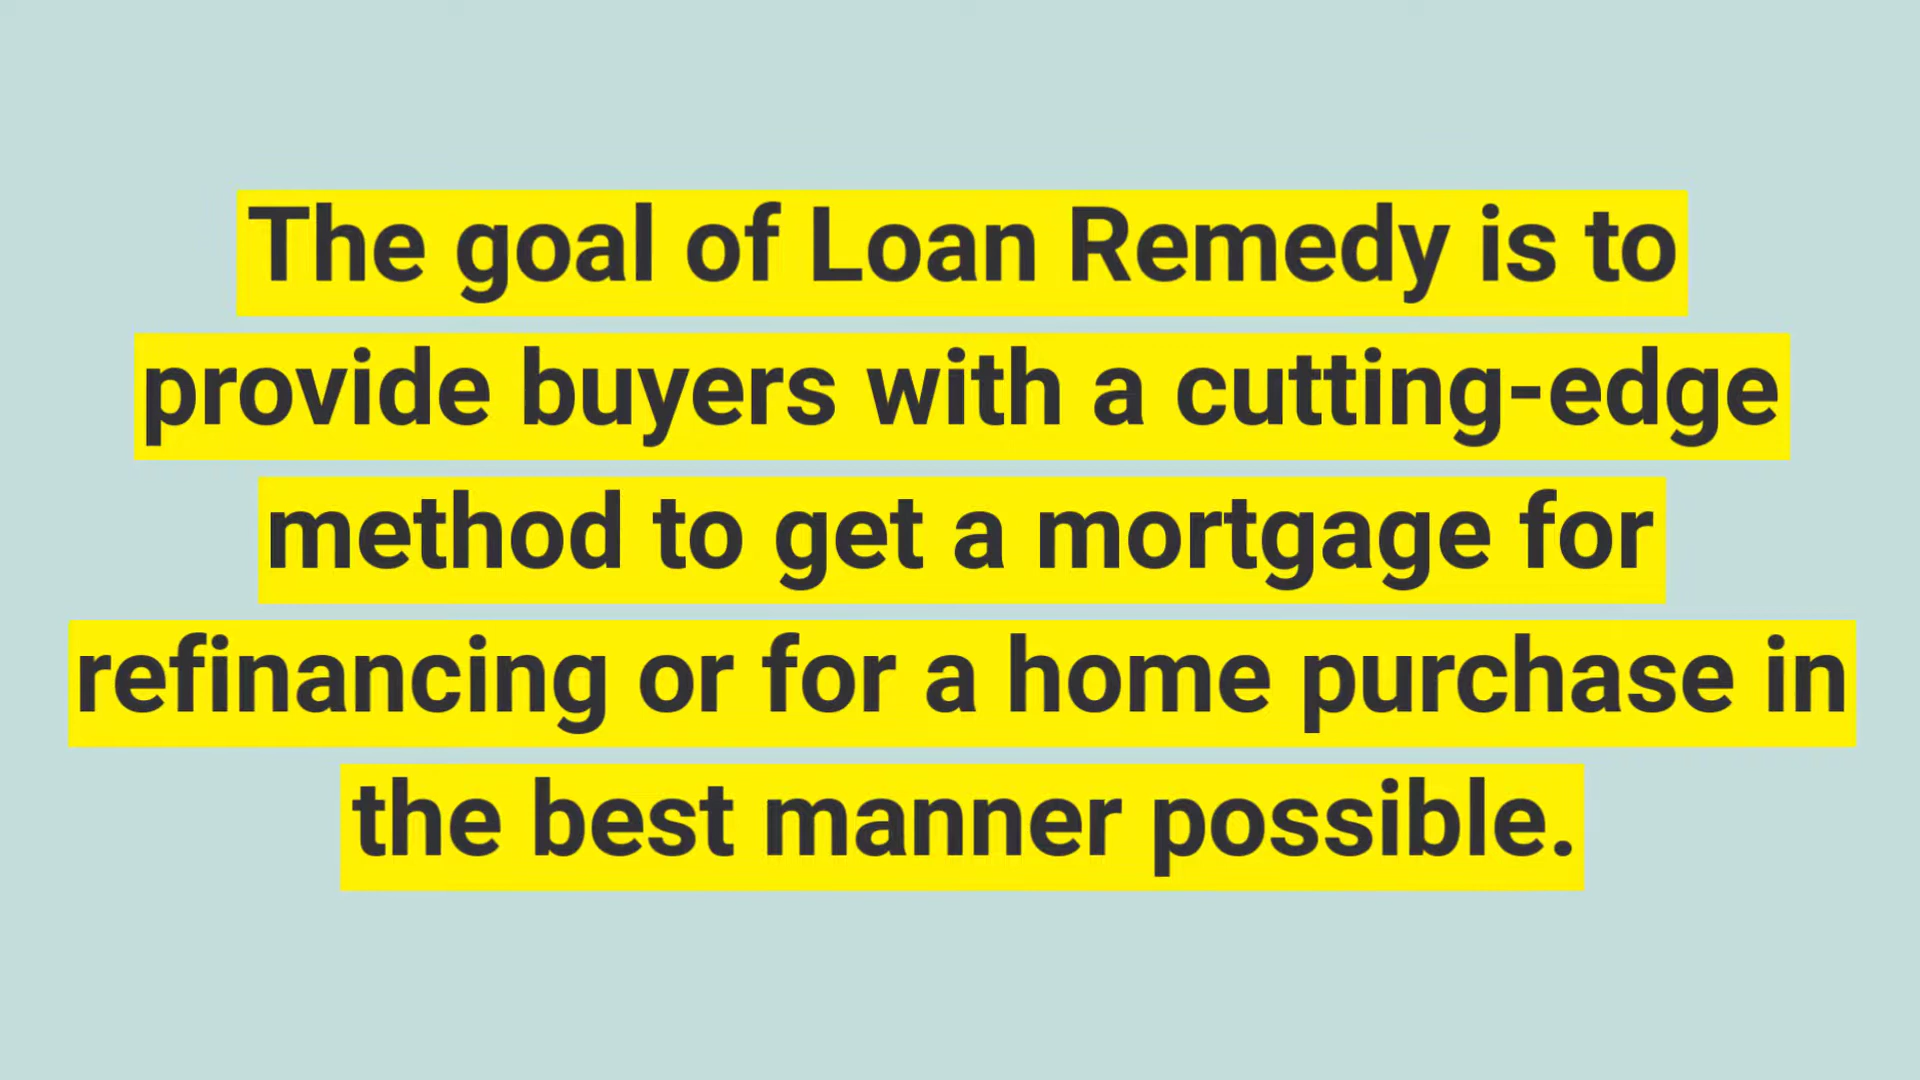 The goal of Loan Remedy is to
provide buyers with a cutting-edge
method to get a mortgage for
refinancing or for a home purchase in
the best manner possible.